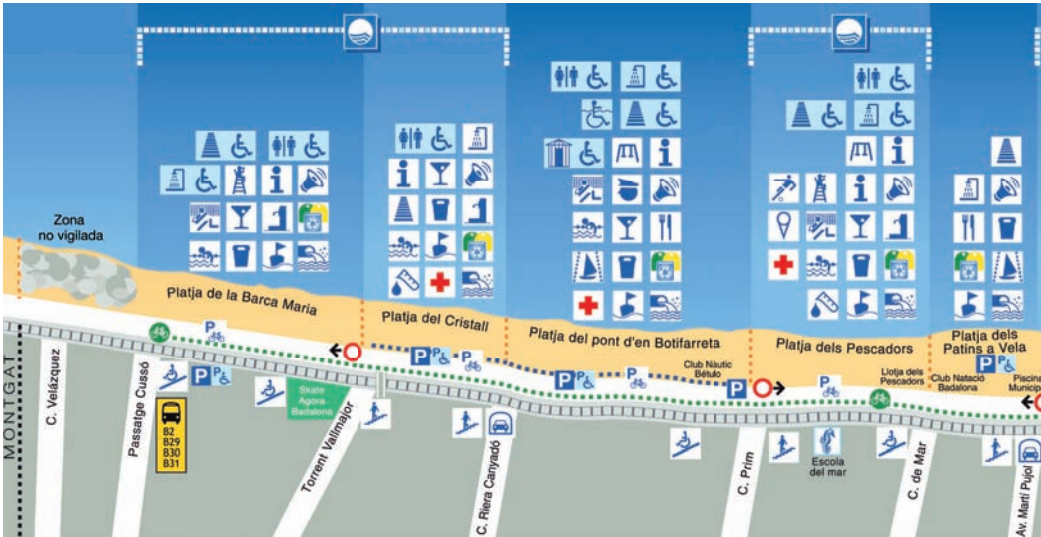 Zona
no vigilada
Platja de la Barca Maria
Platja del Cristall
Platja del pont d'en Botifarreta
Platja dels Pescadors
Platja dels
Patins a Vela
Club Nàutic
Bétulo
Llotja dels
Pescadors
Club Natació
Badalona
Piscina
Municip
P
P
P
P
P
P
P
P
P
P
P
MONTGAT
C. Velázquez
Passatge Cussó
B2
B29
B30
B31
Skate
Agora
Badalona
Torrent Vallmajor
C. Riera Canyadó
C. Prim
Escola
del mar
C. de Mar
Av. Martí Pujol